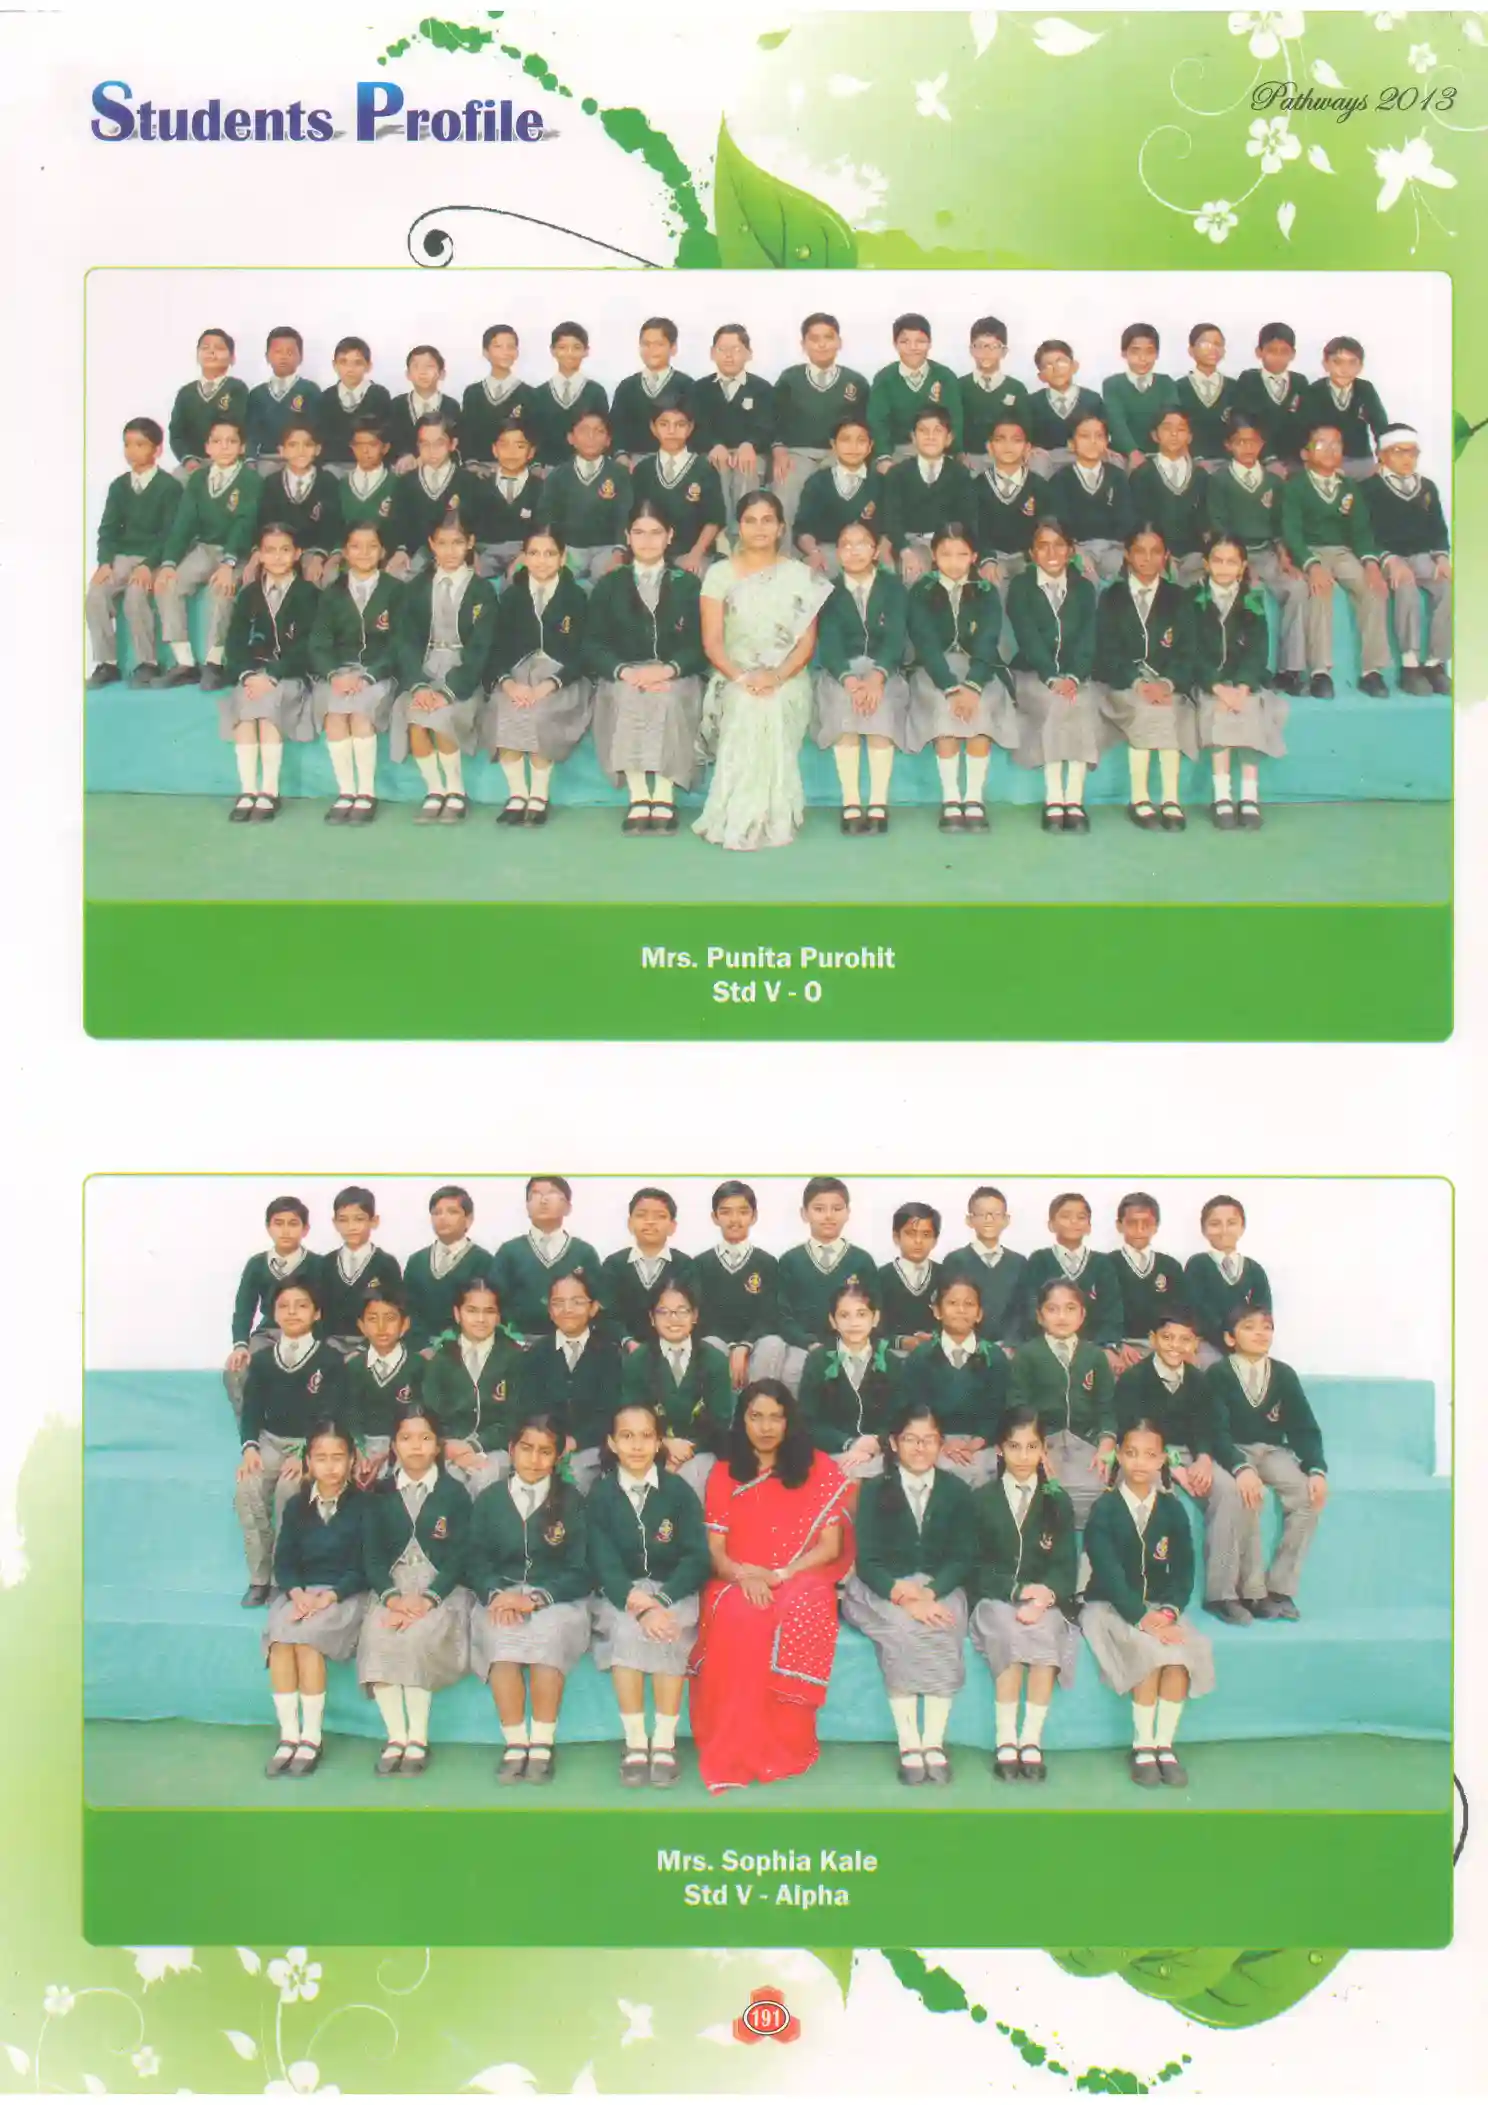 Students Profile
Pathways 2013
Mrs. Punita Purohit
Std V - O
Mrs. Sophia Kale
Std V - Alpha
191